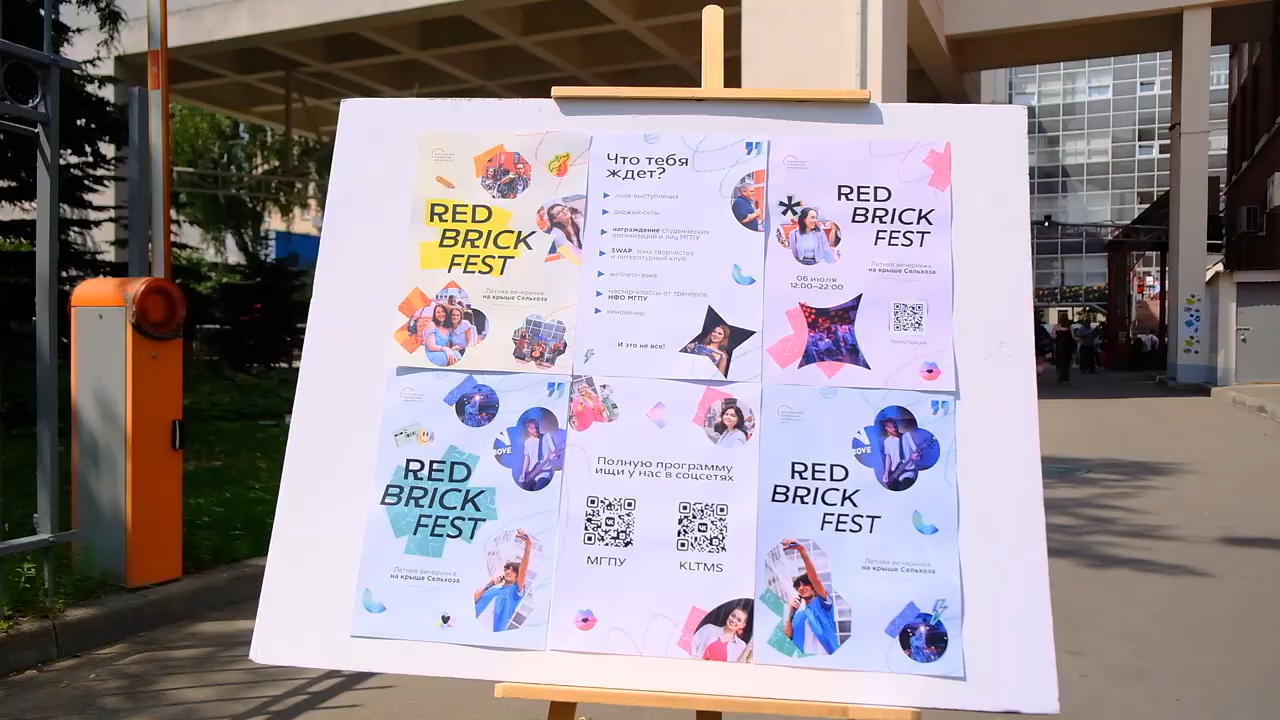 RED
BRICK
FEST
Летняя вечеринка
на крыше Сельхоза
Что тебя
ждет?
лайв-выступления
диджей-сеты
награждение студенческих
организаций и лиц МГПУ
SWAP, зона творчества
и литературный клуб
wellness-зона
мастер-классы от тренеров
НФО МГПУ
киновечер
И это не все!
RED
BRICK
FEST
Летняя вечеринка
на крыше Сельхоза
06 июля
12:00–22:00
Регистрация
RED
BRICK
FEST
Летняя вечеринка
на крыше Сельхоза
Полную программу
ищи у нас в соцсетях
МГПУ
KLTMS
RED
BRICK
FEST
Летняя вечеринка
на крыше Сельхоза